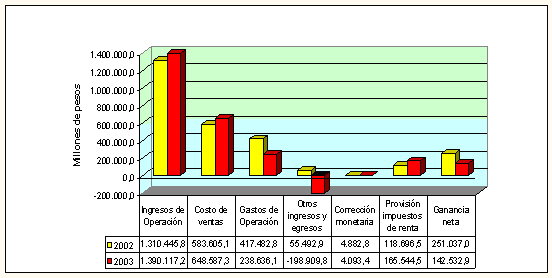 Millones de pesos
1.400.000,0
1.200.000,0
1.000.000,0
800.000,0
600.000,0
400.000,0
200.000,0
0,0
-200.000,0
Ingresos de Operación Costo de ventas Gastos de Operación Otros ingresos y egresos Corrección monetaria Provisión impuestos de renta Ganancia neta
2002 1.310.445,8 583.605,1 417.482,8 55.492,9 4.882,8 118.696,5 251.037,0
2003 1.390.117,2 648.587,3 238.636,1 -198.909,8 4.093,4 165.544,5 142.532,9